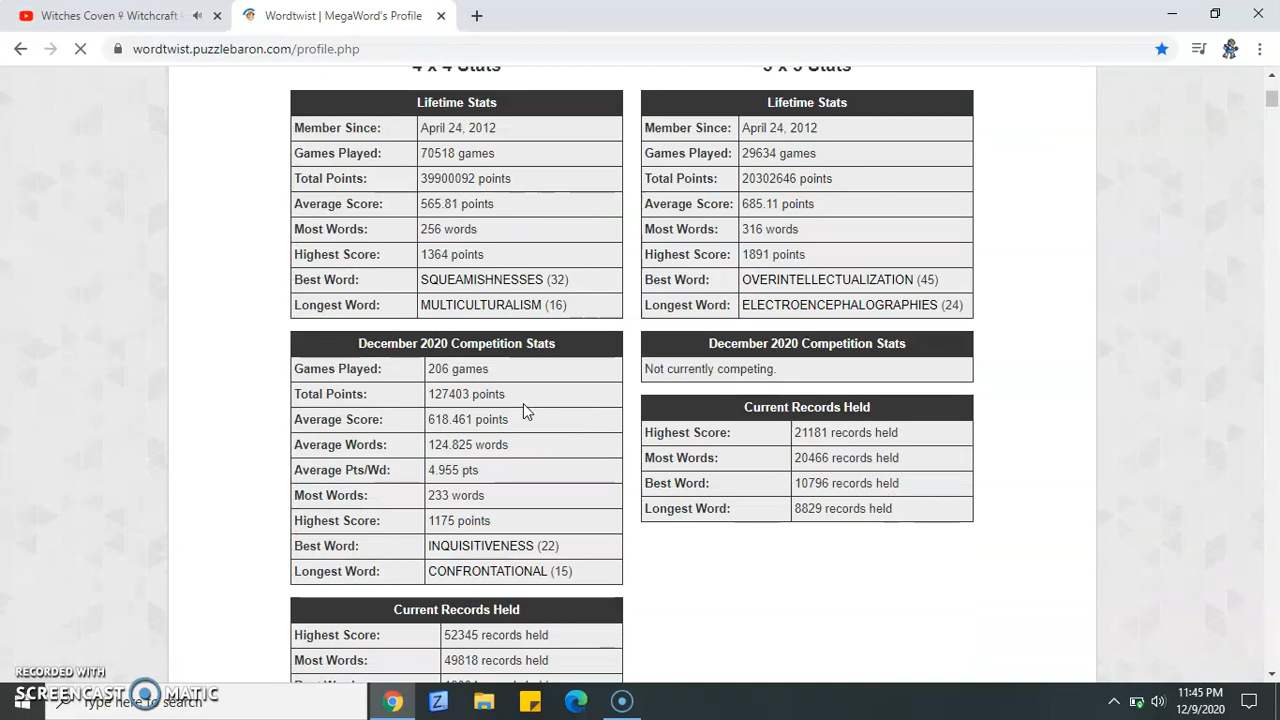 Witches Coven 🎙 Witchcraft
Wordtwist | MegaWord's Profile
wordtwist.puzzlebaron.com/profile.php
4 x 4 Stats
5 x 5 Stats
Lifetime Stats
Member Since: April 24, 2012
Games Played: 70518 games
Total Points: 39900092 points
Average Score: 565.81 points
Most Words: 256 words
Highest Score: 1364 points
Best Word: SQUEAMISHNESSES (32)
Longest Word: MULTICULTURALISM (16)
Lifetime Stats
Member Since: April 24, 2012
Games Played: 29634 games
Total Points: 20302646 points
Average Score: 685.11 points
Most Words: 316 words
Highest Score: 1891 points
Best Word: OVERINTELLECTUALIZATION (45)
Longest Word: ELECTROENCEPHALOGRAPHIES (24)
December 2020 Competition Stats
Games Played: 206 games
Total Points: 127403 points
Average Score: 618.461 points
Average Words: 124.825 words
Average Pts/Wd: 4.955 pts
Most Words: 233 words
Highest Score: 1175 points
Best Word: INQUISITIVENESS (22)
Longest Word: CONFRONTATIONAL (15)
December 2020 Competition Stats
Not currently competing.
Current Records Held
Highest Score: 21181 records held
Most Words: 20466 records held
Best Word: 10796 records held
Longest Word: 8829 records held
Current Records Held
Highest Score: 52345 records held
Most Words: 49818 records held
RECORDED WITH
SCREENCAST MATIC
Type here to search
11:45 PM
12/9/2020